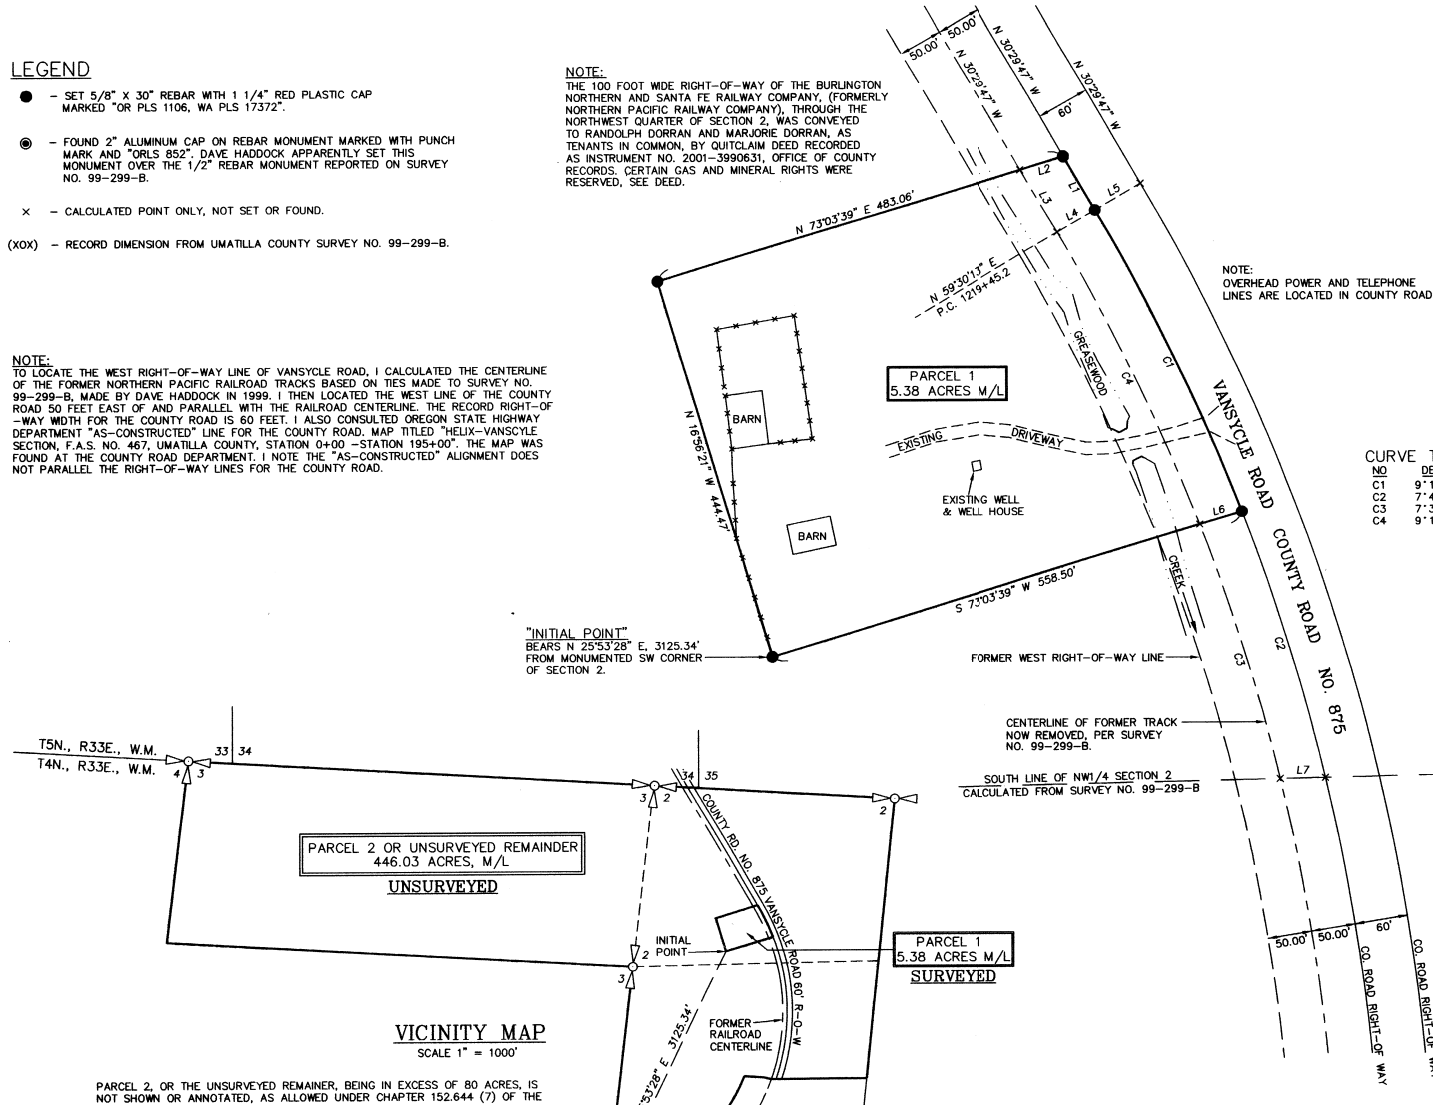 LEGEND
– SET 5/8" X 30" REBAR WITH 1 1/4" RED PLASTIC CAP
MARKED "OR PLS 1106, WA PLS 17372".
– FOUND 2" ALUMINUM CAP ON REBAR MONUMENT MARKED WITH PUNCH
MARK AND "ORLS 852". DAVE HADDOCK APPARENTLY SET THIS
MONUMENT OVER THE 1/2" REBAR MONUMENT REPORTED ON SURVEY
NO. 99–299–B.
× – CALCULATED POINT ONLY, NOT SET OR FOUND.
(XOX) – RECORD DIMENSION FROM UMATILLA COUNTY SURVEY NO. 99–299–B.
NOTE:
THE 100 FOOT WIDE RIGHT–OF–WAY OF THE BURLINGTON
NORTHERN AND SANTA FE RAILWAY COMPANY, (FORMERLY
NORTHERN PACIFIC RAILWAY COMPANY), THROUGH THE
NORTHWEST QUARTER OF SECTION 2, WAS CONVEYED
TO RANDOLPH DORRAN AND MARJORIE DORRAN, AS
TENANTS IN COMMON, BY QUITCLAIM DEED RECORDED
AS INSTRUMENT NO. 2001–3990631, OFFICE OF COUNTY
RECORDS. CERTAIN GAS AND MINERAL RIGHTS WERE
RESERVED, SEE DEED.
NOTE:
TO LOCATE THE WEST RIGHT–OF–WAY LINE OF VANSYCLE ROAD, I CALCULATED THE CENTERLINE
OF THE FORMER NORTHERN PACIFIC RAILROAD TRACKS BASED ON TIES MADE TO SURVEY NO.
99–299–B, MADE BY DAVE HADDOCK IN 1999. I THEN LOCATED THE WEST LINE OF THE COUNTY
ROAD 50 FEET EAST OF AND PARALLEL WITH THE RAILROAD CENTERLINE. THE RECORD RIGHT–OF
–WAY WIDTH FOR THE COUNTY ROAD IS 60 FEET. I ALSO CONSULTED OREGON STATE HIGHWAY
DEPARTMENT "AS–CONSTRUCTED" LINE FOR THE COUNTY ROAD. MAP TITLED "HELIX–VANSCYLE
SECTION, F.A.S. NO. 467, UMATILLA COUNTY, STATION 0+00 –STATION 195+00". THE MAP WAS
FOUND AT THE COUNTY ROAD DEPARTMENT. I NOTE THE "AS–CONSTRUCTED" ALIGNMENT DOES
NOT PARALLEL THE RIGHT–OF–WAY LINES FOR THE COUNTY ROAD.
50.00'
50.00'
N 30°29'47" W
N 30°29'47" W
N 30°29'47" W
60'
L2
L1
L5
L3
L4
N 73°03'39" E 483.06'
N 59°30'13" E
P.C. 1219+45.2
NOTE:
OVERHEAD POWER AND TELEPHONE
LINES ARE LOCATED IN COUNTY ROAD
GREASEWOOD
C1
C4
PARCEL 1
5.38 ACRES M/L
BARN
N 16°56'21" W 444.47'
EXISTING DRIVEWAY
EXISTING WELL
& WELL HOUSE
BARN
VANSYCLE ROAD COUNTY ROAD NO. 875
L6
CURVE T
NO DE
C1 9°1
C2 7°4
C3 7°3
C4 9°1
CREEK
S 73°03'39" W 558.50'
"INITIAL POINT"
BEARS N 25°53'28" E, 3125.34'
FROM MONUMENTED SW CORNER
OF SECTION 2.
FORMER WEST RIGHT–OF–WAY LINE
C3
C2
CENTERLINE OF FORMER TRACK
NOW REMOVED, PER SURVEY
NO. 99–299–B.
SOUTH LINE OF NW1/4 SECTION 2
CALCULATED FROM SURVEY NO. 99–299–B
L7
50.00'
50.00'
60'
CO. ROAD RIGHT–OF WAY
CO. ROAD RIGHT–OF
T5N., R33E., W.M.
T4N., R33E., W.M.
33 34
4 3
34 35
3 2
2
COUNTY RD. NO. 875 VANSYCLE ROAD 60' R–O–W
PARCEL 2 OR UNSURVEYED REMAINDER
446.03 ACRES, M/L
UNSURVEYED
INITIAL
POINT
2
3
PARCEL 1
5.38 ACRES M/L
SURVEYED
FORMER
RAILROAD
CENTERLINE
53'28" E 3125.34'
VICINITY MAP
SCALE 1" = 1000'
PARCEL 2, OR THE UNSURVEYED REMAINER, BEING IN EXCESS OF 80 ACRES, IS
NOT SHOWN OR ANNOTATED, AS ALLOWED UNDER CHAPTER 152.644 (7) OF THE